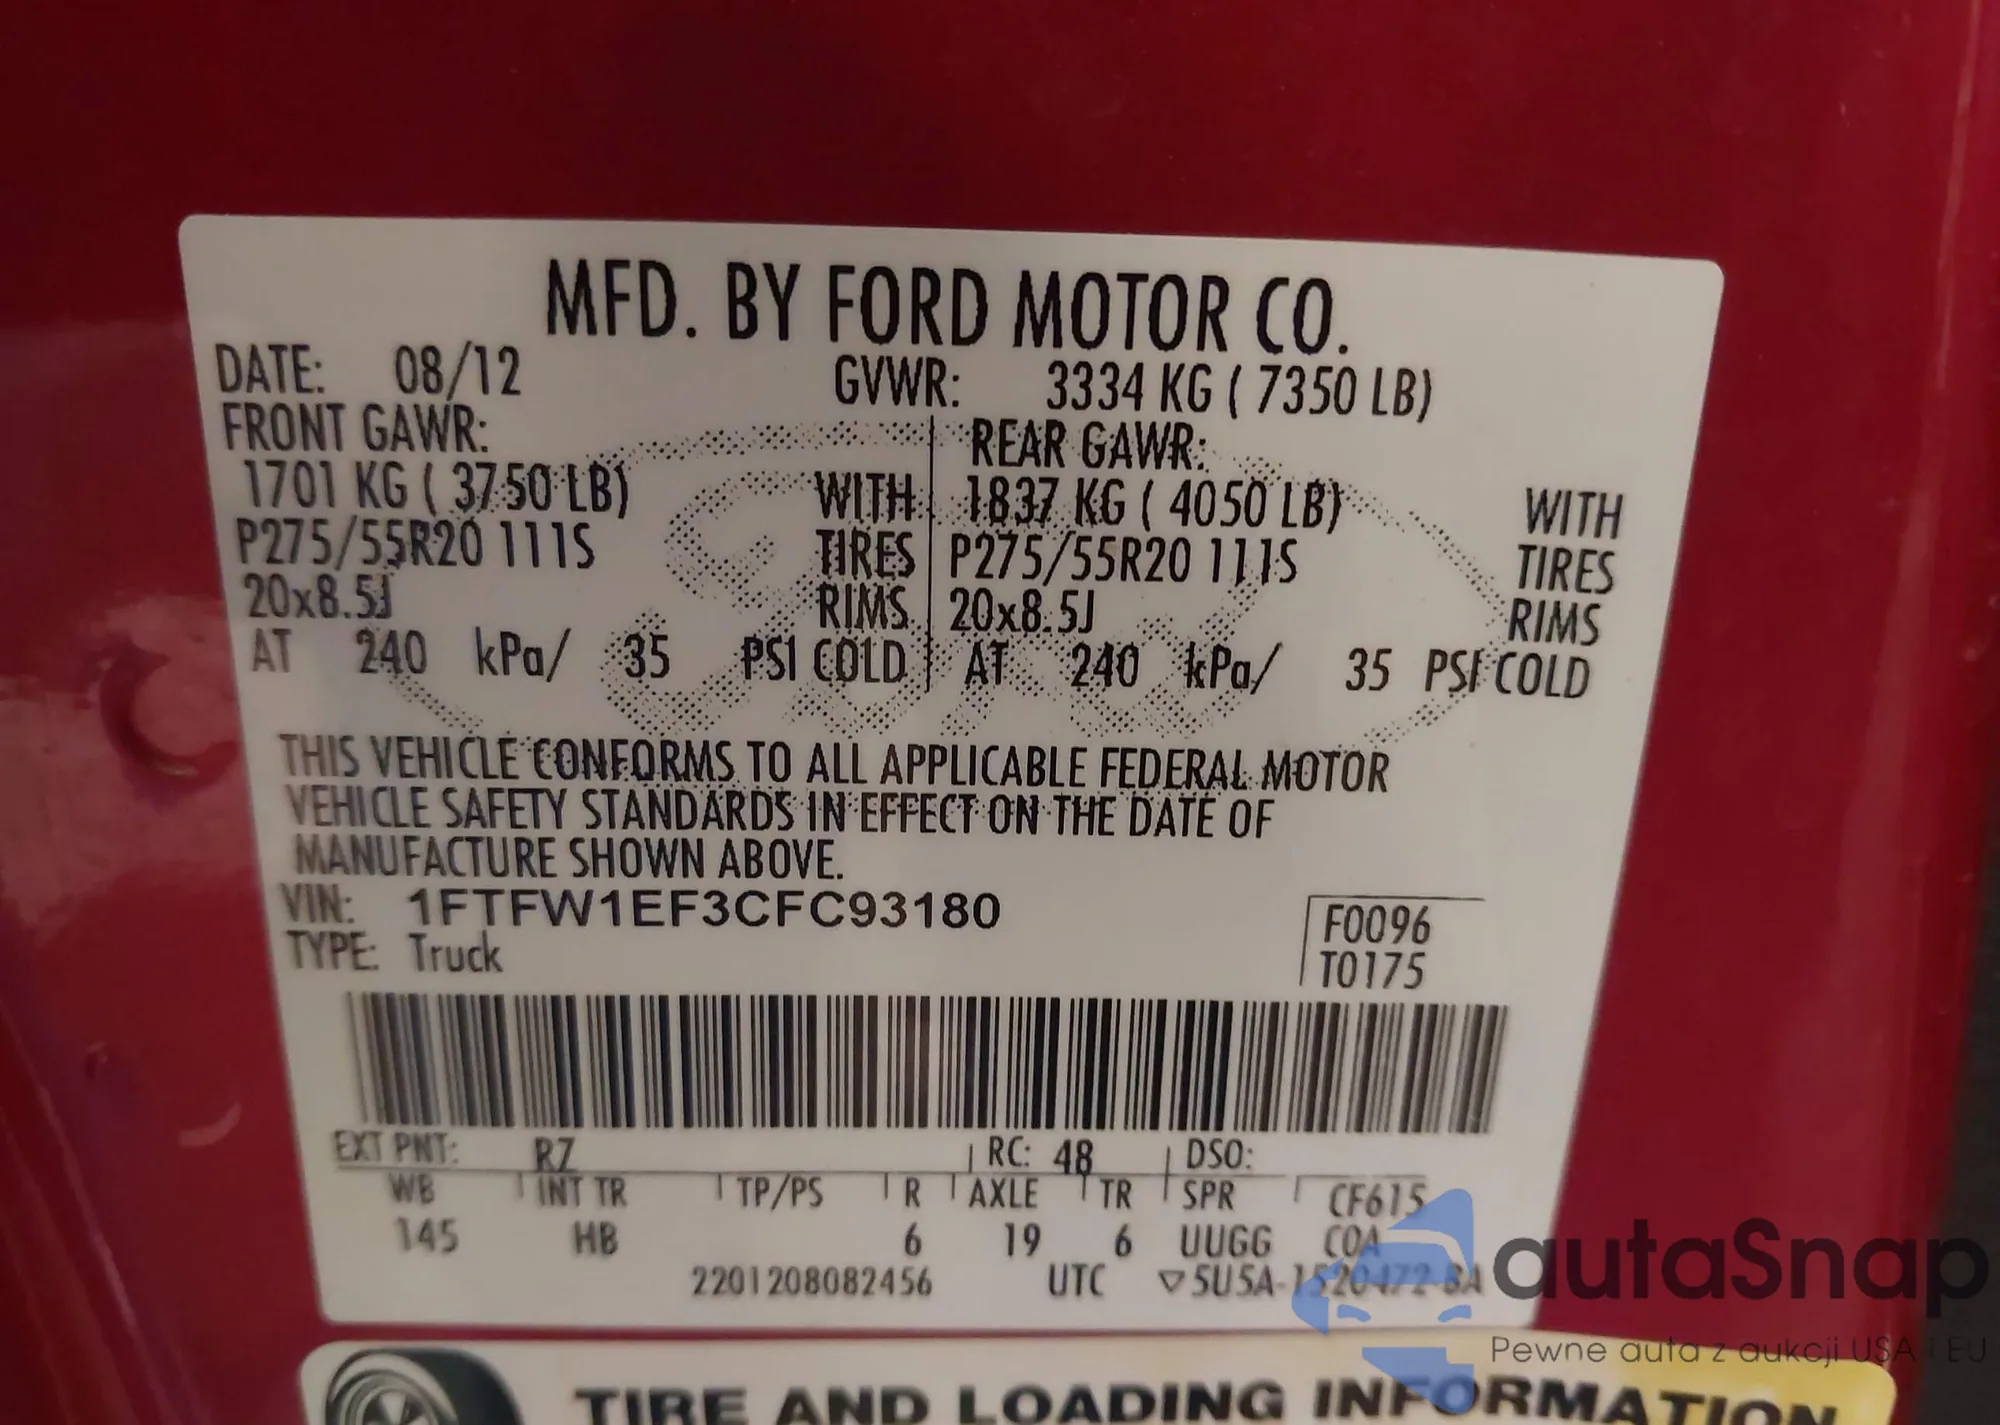 MFD. BY FORD MOTOR CO.
DATE: 08/12 GVWR: 3334 KG ( 7350 LB)
FRONT GAWR: REAR GAWR:
1701 KG ( 3750 LB) WITH 1837 KG ( 4050 LB) WITH
P275/55R20 111S TIRES P275/55R20 111S TIRES
20x8.5J RIMS 20x8.5J RIMS
AT 240 kPa/ 35 PSI COLD AT 240 kPa/ 35 PSI COLD
THIS VEHICLE CONFORMS TO ALL APPLICABLE FEDERAL MOTOR
VEHICLE SAFETY STANDARDS IN EFFECT ON THE DATE OF
MANUFACTURE SHOWN ABOVE.
VIN: 1FTFW1EF3CFC93180
TYPE: Truck
F0096
T0175
EXT PNT: RZ RC: 48 DSO:
WB INT TR TP/PS R AXLE TR SPR CF615
145 HB 6 19 6 UUGG COA
2201208082456 UTC ▽5U5A-1520472-BA
autaSnap
Pewne auta z aukcji USA i EU
TIRE AND LOADING INFORMATION